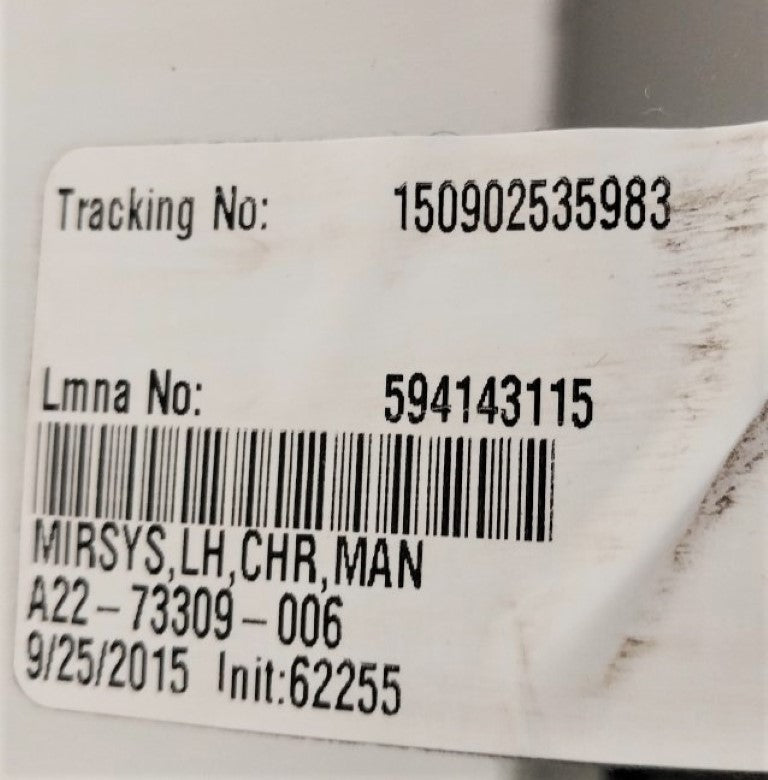 Tracking No: 150902535983
Lmna No: 594143115
MIRSYS,LH,CHR,MAN
A22-73309-006
9/25/2015 Init:62255